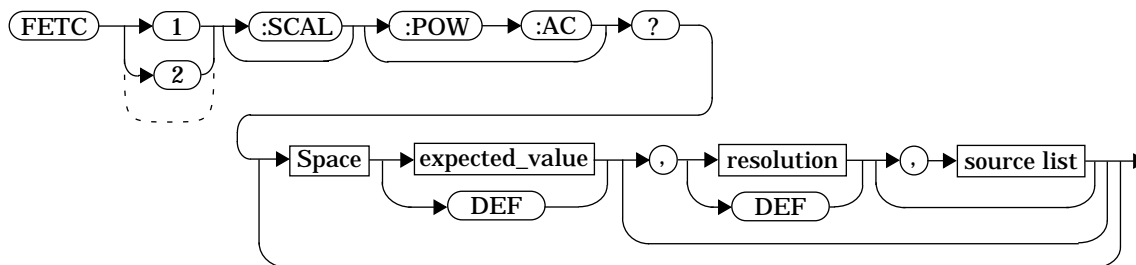 FETC 1 :SCAL :POW :AC ?
2
Space expected_value , resolution , source list
DEF DEF